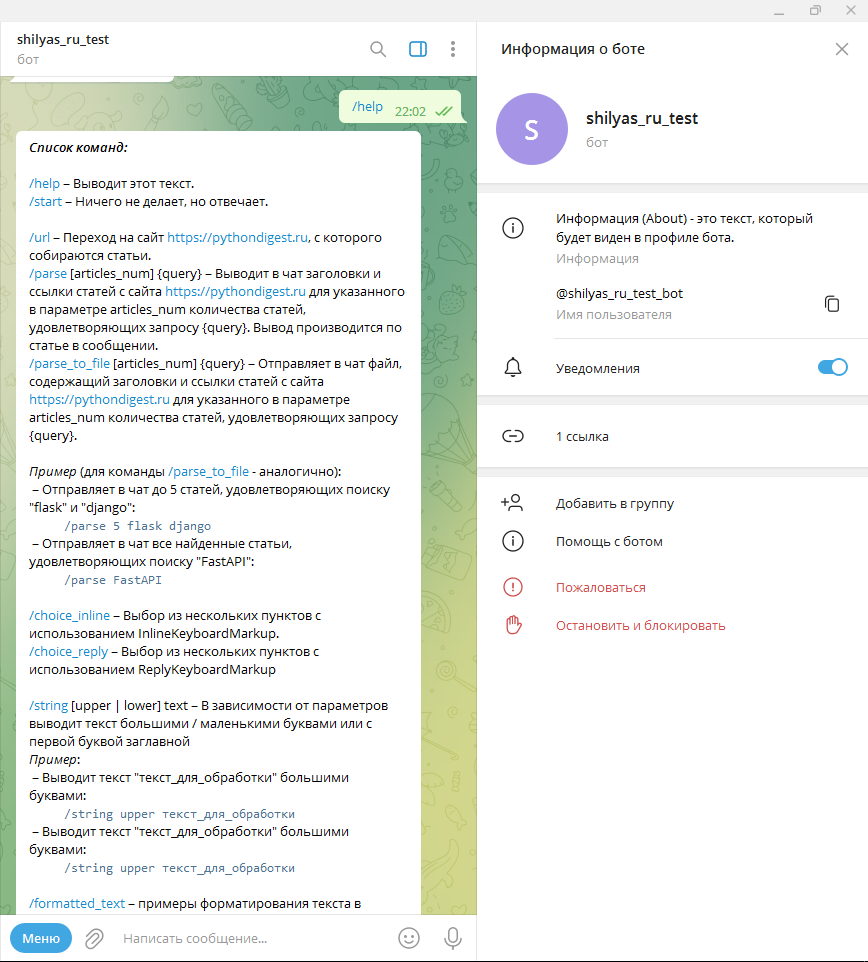 shilyas_ru_test
бот
/help 22:02
Список команд:
/help – Выводит этот текст.
/start – Ничего не делает, но отвечает.
/url – Переход на сайт https://pythondigest.ru, с которого
собираются статьи.
/parse [articles_num] {query} – Выводит в чат заголовки и
ссылки статей с сайта https://pythondigest.ru для указанного
в параметре articles_num количества статей,
удовлетворяющих запросу {query}. Вывод производится по
статье в сообщении.
/parse_to_file [articles_num] {query} – Отправляет в чат файл,
содержащий заголовки и ссылки статей с сайта
https://pythondigest.ru для указанного в параметре
articles_num количества статей, удовлетворяющих запросу
{query}.
Пример (для команды /parse_to_file - аналогично):
– Отправляет в чат до 5 статей, удовлетворяющих поиску
"flask" и "django":
/parse 5 flask django
– Отправляет в чат все найденные статьи,
удовлетворяющих поиску "FastAPI":
/parse FastAPI
/choice_inline – Выбор из нескольких пунктов с
использованием InlineKeyboardMarkup.
/choice_reply – Выбор из нескольких пунктов с
использованием ReplyKeyboardMarkup
/string [upper | lower] text – В зависимости от параметров
выводит текст большими / маленькими буквами или с
первой буквой заглавной
Пример:
– Выводит текст "текст_для_обработки" большими
буквами:
/string upper текст_для_обработки
– Выводит текст "текст_для_обработки" большими
буквами:
/string upper текст_для_обработки
/formatted_text – примеры форматирования текста в
Меню
Написать сообщение...
Информация о боте
S
shilyas_ru_test
бот
Информация (About) - это текст, который
будет виден в профиле бота.
Информация
@shilyas_ru_test_bot
Имя пользователя
Уведомления
1 ссылка
Добавить в группу
Помощь с ботом
Пожаловаться
Остановить и блокировать